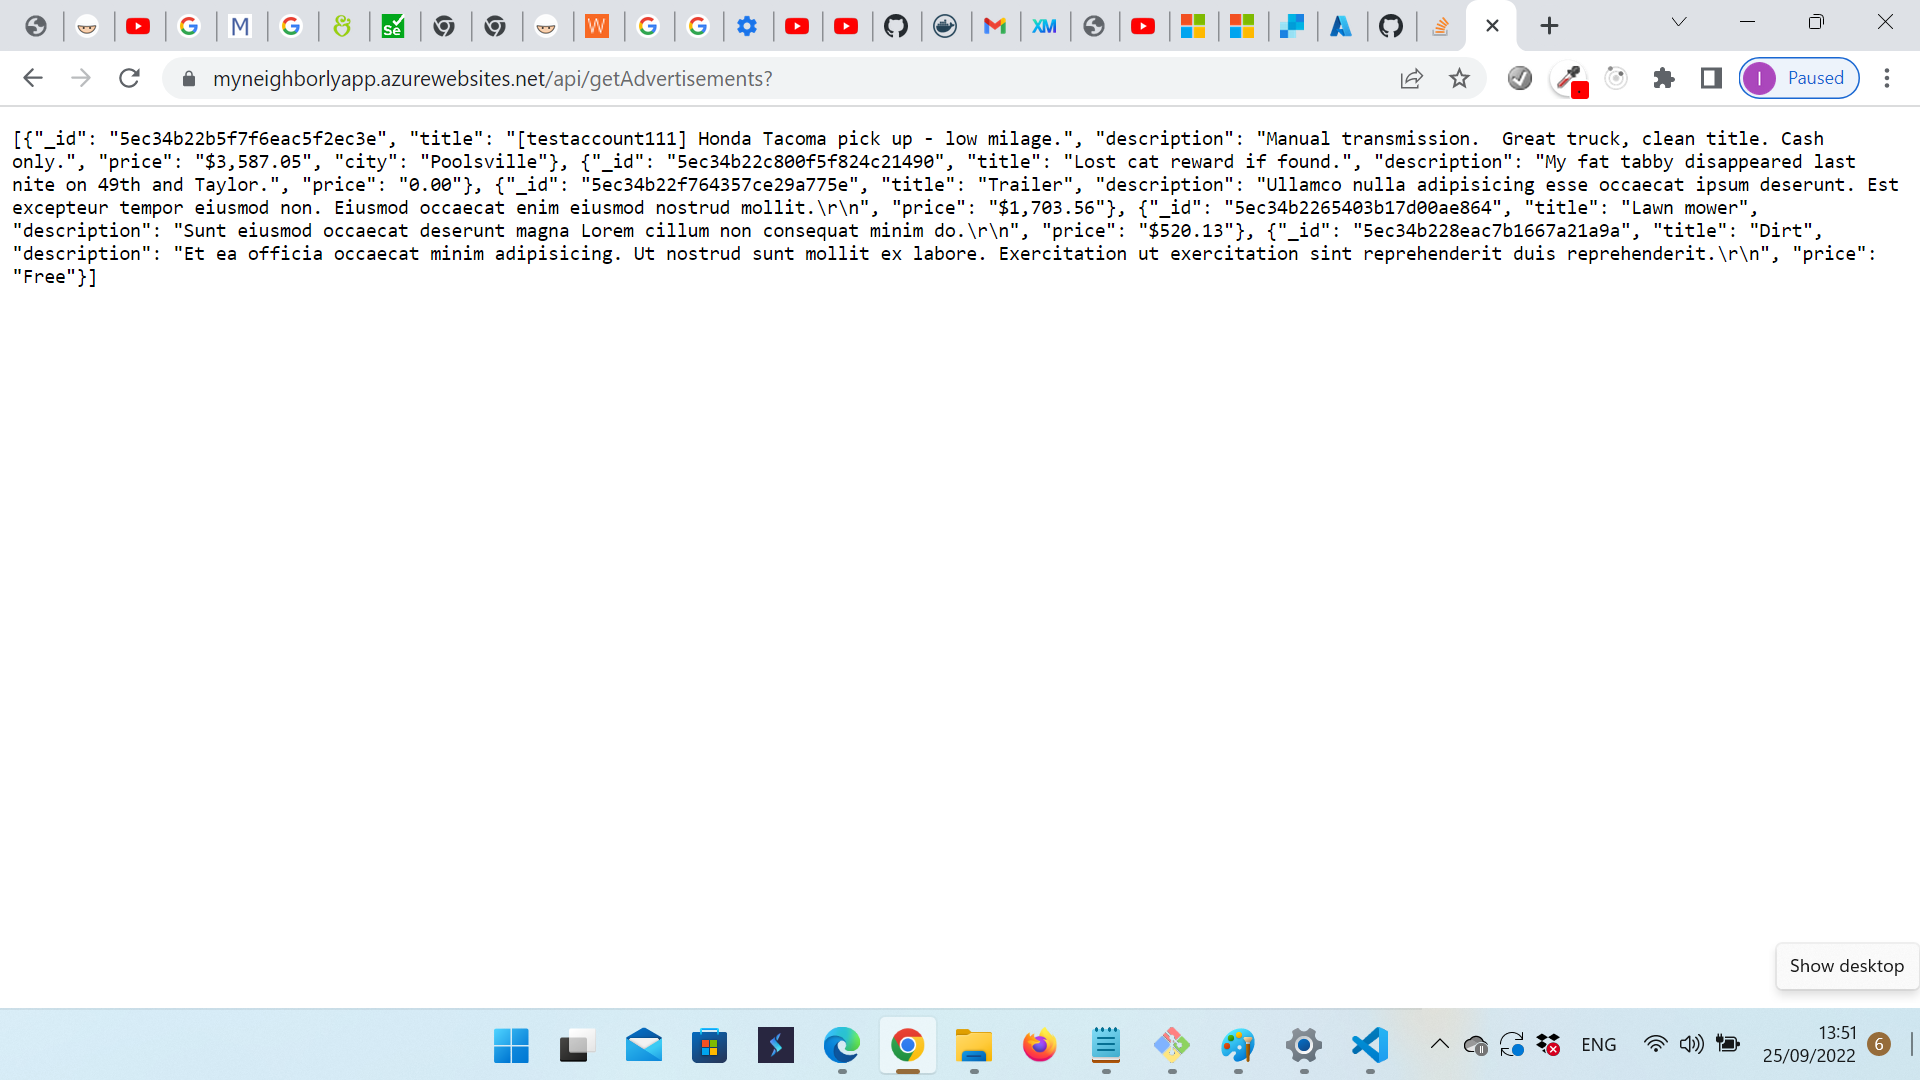 myneighborlyapp.azurewebsites.net/api/getAdvertisements?
I
Paused
[{"_id": "5ec34b22b5f7f6eac5f2ec3e", "title": "[testaccount111] Honda Tacoma pick up - low milage.", "description": "Manual transmission.  Great truck, clean title. Cash
only.", "price": "$3,587.05", "city": "Poolsville"}, {"_id": "5ec34b22c800f5f824c21490", "title": "Lost cat reward if found.", "description": "My fat tabby disappeared last
nite on 49th and Taylor.", "price": "0.00"}, {"_id": "5ec34b22f764357ce29a775e", "title": "Trailer", "description": "Ullamco nulla adipisicing esse occaecat ipsum deserunt. Est
excepteur tempor eiusmod non. Eiusmod occaecat enim eiusmod nostrud mollit.\r\n", "price": "$1,703.56"}, {"_id": "5ec34b2265403b17d00ae864", "title": "Lawn mower",
"description": "Sunt eiusmod occaecat deserunt magna Lorem cillum non consequat minim do.\r\n", "price": "$520.13"}, {"_id": "5ec34b228eac7b1667a21a9a", "title": "Dirt",
"description": "Et ea officia occaecat minim adipisicing. Ut nostrud sunt mollit ex labore. Exercitation ut exercitation sint reprehenderit duis reprehenderit.\r\n", "price":
"Free"}]
Show desktop
ENG
13:51
25/09/2022
6